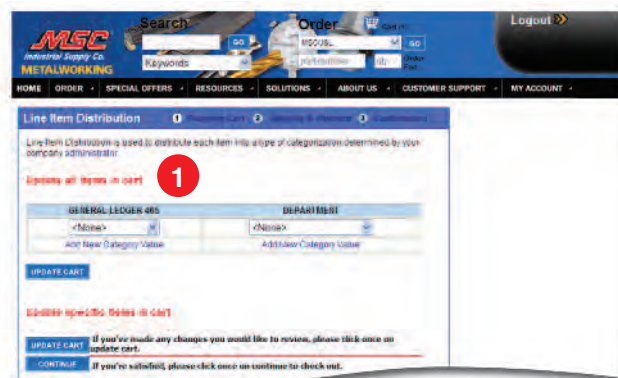 Search
Order
Logout
MSC
Industrial Supply Co.
METALWORKING
GO
MSCUSL
GO
Keywords
HOME ORDER SPECIAL OFFERS RESOURCES SOLUTIONS ABOUT US CUSTOMER SUPPORT MY ACCOUNT
Line Item Distribution 1 2 3
Line Item Distribution is used to distribute each item into a type of categorization determined by your
company administrator.
Update all items in cart
1
GENERAL LEDGER 465 DEPARTMENT
<None> <None>
Add New Category Value Add New Category Value
UPDATE CART
Update specific items in cart
UPDATE CART If you've made any changes you would like to review, please click once on
update cart.
CONTINUE If you're satisfied, please click once on continue to check out.